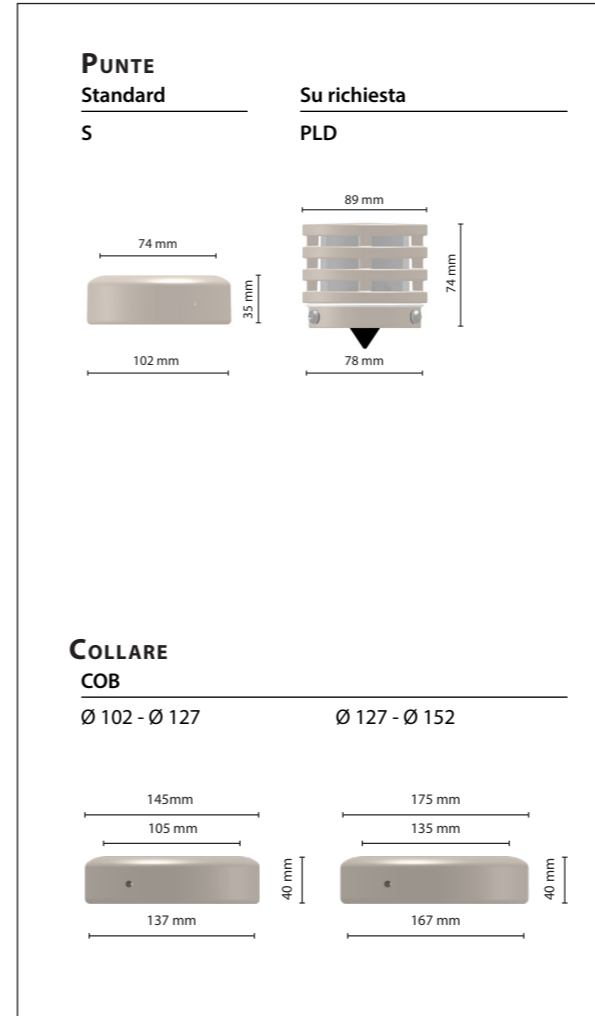 PUNTE
Standard Su richiesta
S PLD
89 mm
74 mm
74 mm
35 mm
102 mm 78 mm
COLLARE
COB
Ø 102 - Ø 127 Ø 127 - Ø 152
145mm 175 mm
105 mm 135 mm
40 mm 40 mm
137 mm 167 mm